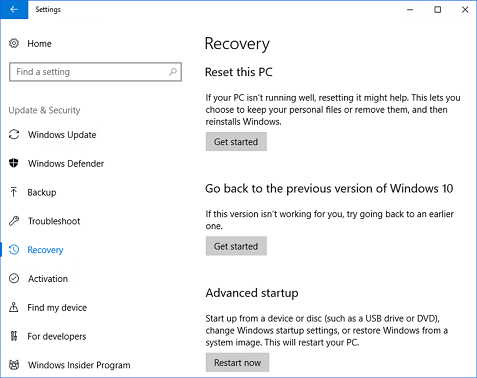 Settings
Home
Find a setting
Update & Security
Windows Update
Windows Defender
Backup
Troubleshoot
Recovery
Activation
Find my device
For developers
Windows Insider Program
Recovery
Reset this PC
If your PC isn't running well, resetting it might help. This lets you
choose to keep your personal files or remove them, and then
reinstalls Windows.
Get started
Go back to the previous version of Windows 10
If this version isn't working for you, try going back to an earlier
one.
Get started
Advanced startup
Start up from a device or disc (such as a USB drive or DVD),
change Windows startup settings, or restore Windows from a
system image. This will restart your PC.
Restart now